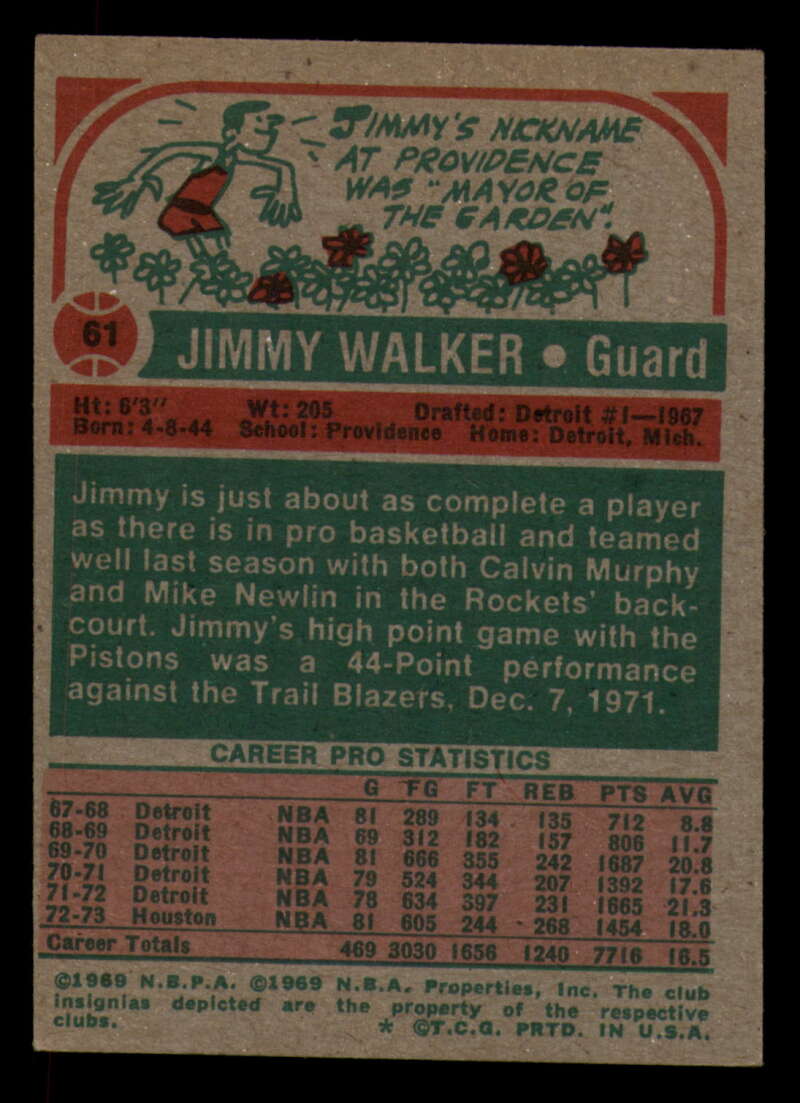 JIMMY'S NICKNAME
AT PROVIDENCE
WAS "MAYOR OF
THE GARDEN".
61
JIMMY WALKER • Guard
Ht: 6'3" Wt: 205 Drafted: Detroit #1—1967
Born: 4-8-44 School: Providence Home: Detroit, Mich.
Jimmy is just about as complete a player
as there is in pro basketball and teamed
well last season with both Calvin Murphy
and Mike Newlin in the Rockets' back-
court. Jimmy's high point game with the
Pistons was a 44-Point performance
against the Trail Blazers, Dec. 7, 1971.
CAREER PRO STATISTICS
G FG FT REB PTS AVG
67-68 Detroit NBA 81 289 134 135 712 8.8
68-69 Detroit NBA 69 312 182 157 806 11.7
69-70 Detroit NBA 81 666 355 242 1687 20.8
70-71 Detroit NBA 79 524 344 207 1392 17.6
71-72 Detroit NBA 78 634 397 231 1665 21.3
72-73 Houston NBA 81 605 244 268 1454 18.0
Career Totals 469 3030 1656 1240 7716 16.5
©1969 N.B.P.A. ©1969 N.B.A. Properties, Inc. The club
insignias depicted are the property of the respective
clubs. * ©T.C.G. PRTD. IN U.S.A.